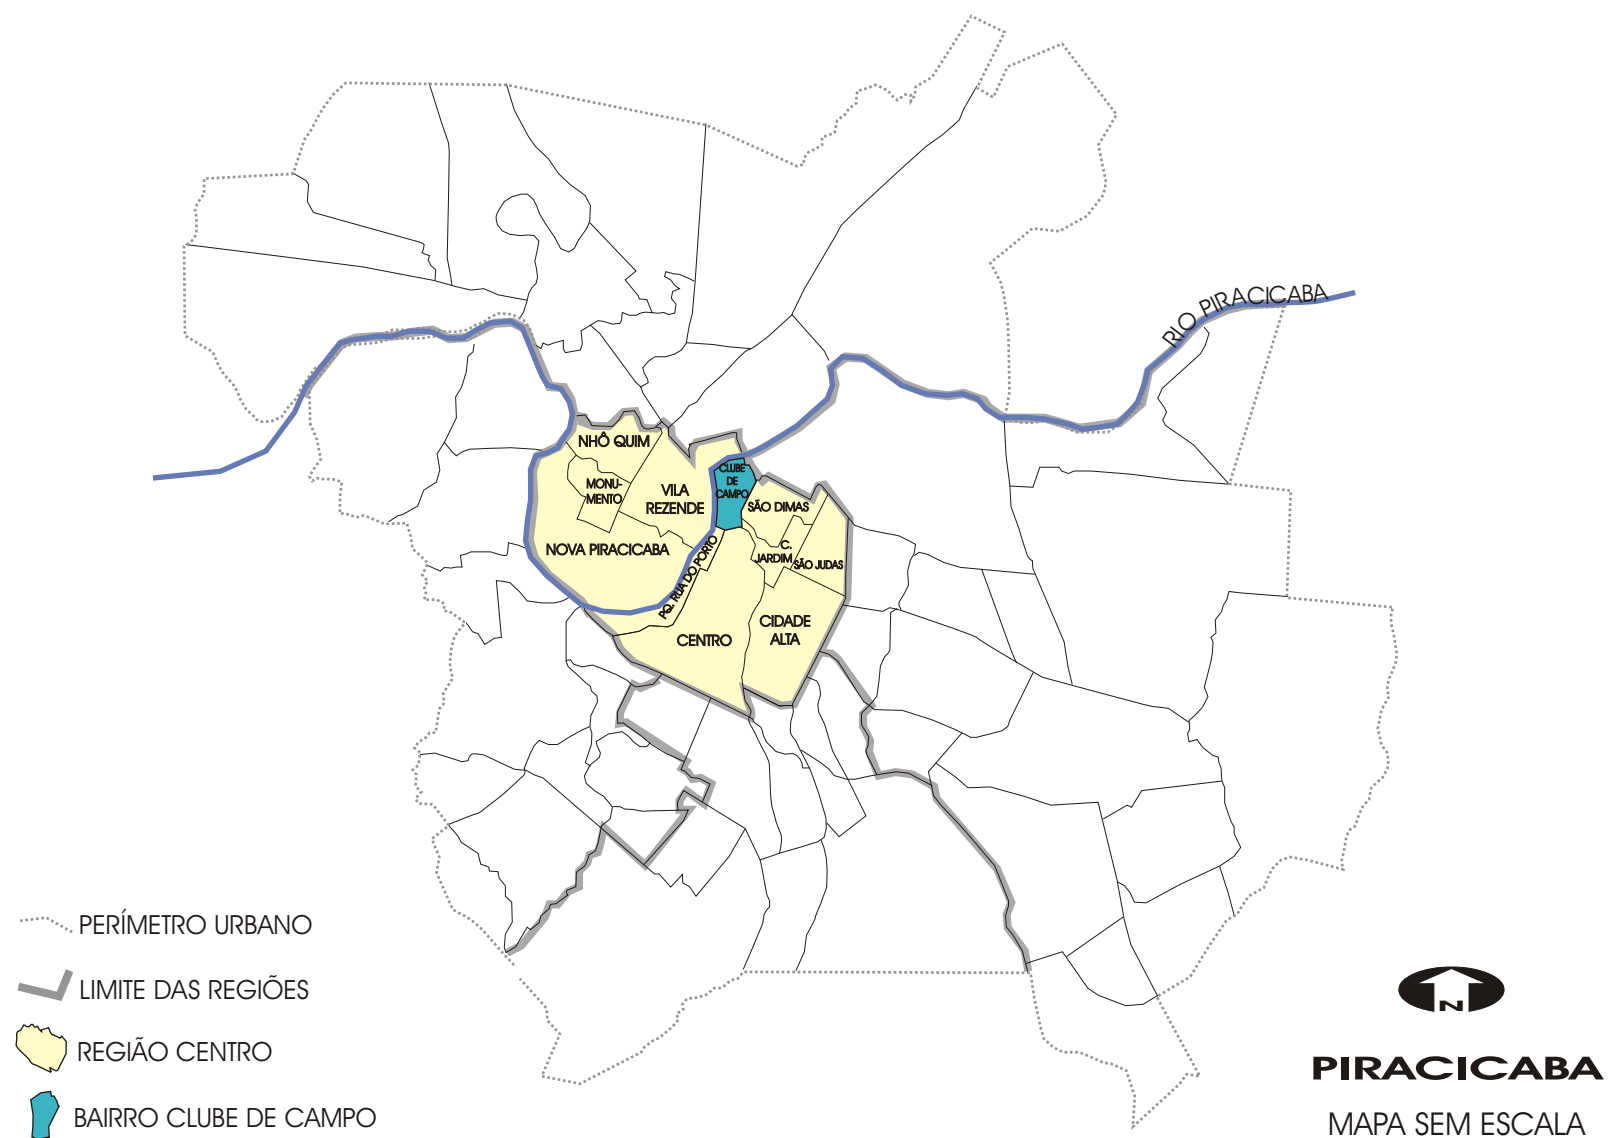 RIO PIRACICABA
NHÔ QUIM
MONU-
MENTO
VILA
REZENDE
CLUBE
DE
CAMPO
SÃO DIMAS
NOVA PIRACICABA
PQ. RUA DO PORTO
C.
JARDIM
SÃO JUDAS
CENTRO
CIDADE
ALTA
PERÍMETRO URBANO
LIMITE DAS REGIÕES
REGIÃO CENTRO
BAIRRO CLUBE DE CAMPO
N
PIRACICABA
MAPA SEM ESCALA